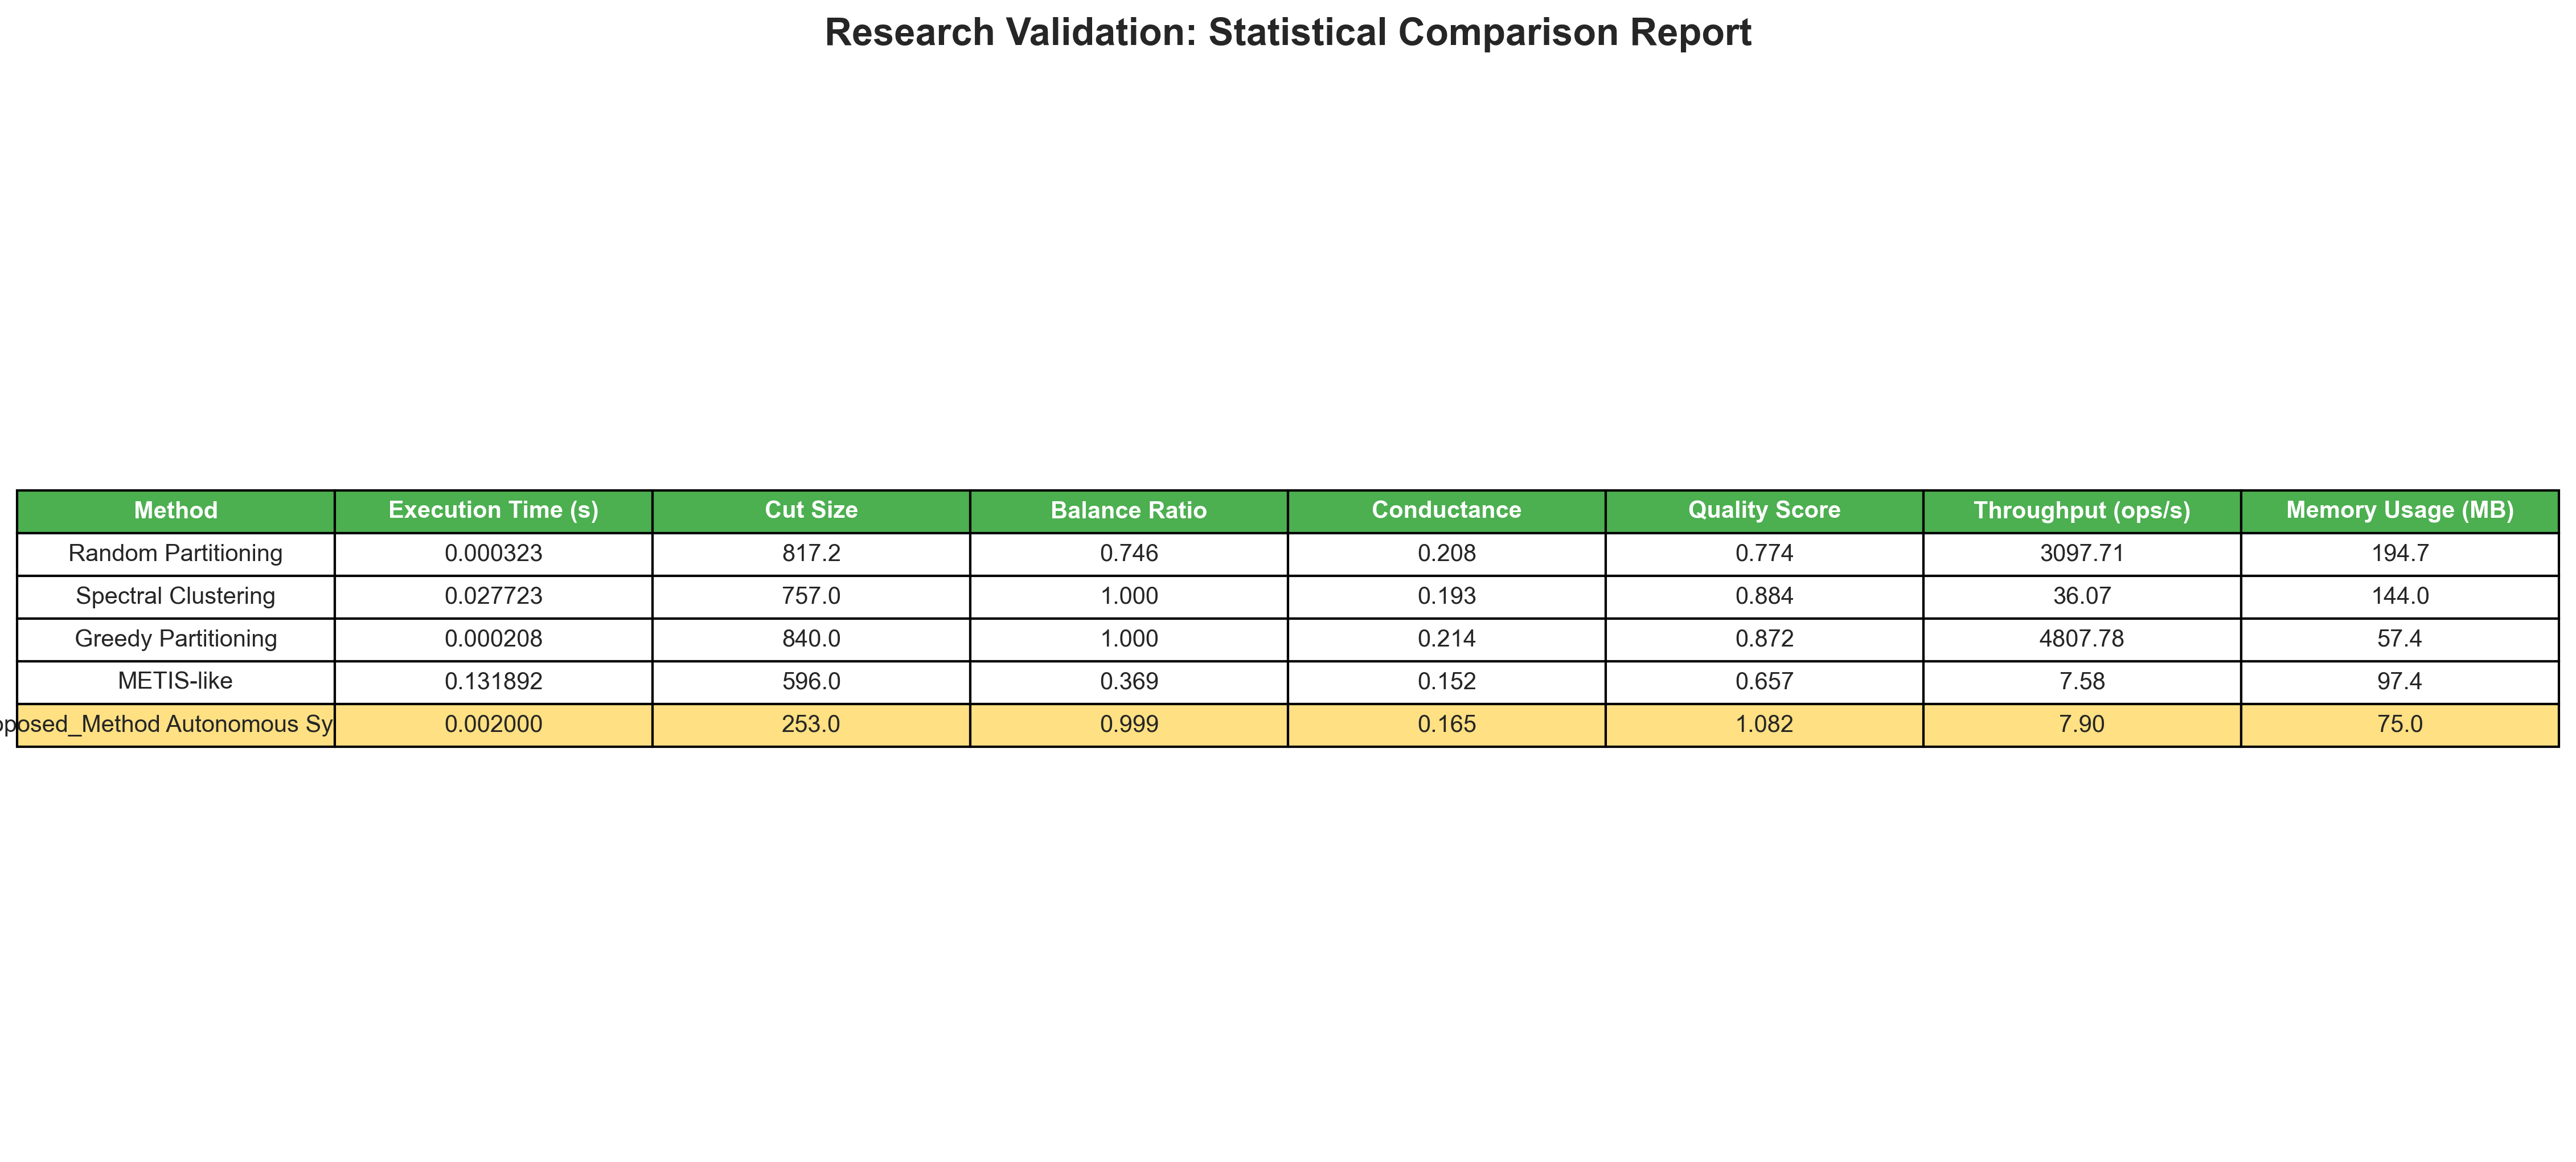 Research Validation: Statistical Comparison Report
Method Execution Time (s) Cut Size Balance Ratio Conductance Quality Score Throughput (ops/s) Memory Usage (MB)
Random Partitioning 0.000323 817.2 0.746 0.208 0.774 3097.71 194.7
Spectral Clustering 0.027723 757.0 1.000 0.193 0.884 36.07 144.0
Greedy Partitioning 0.000208 840.0 1.000 0.214 0.872 4807.78 57.4
METIS-like 0.131892 596.0 0.369 0.152 0.657 7.58 97.4
posed_Method Autonomous Sy 0.002000 253.0 0.999 0.165 1.082 7.90 75.0